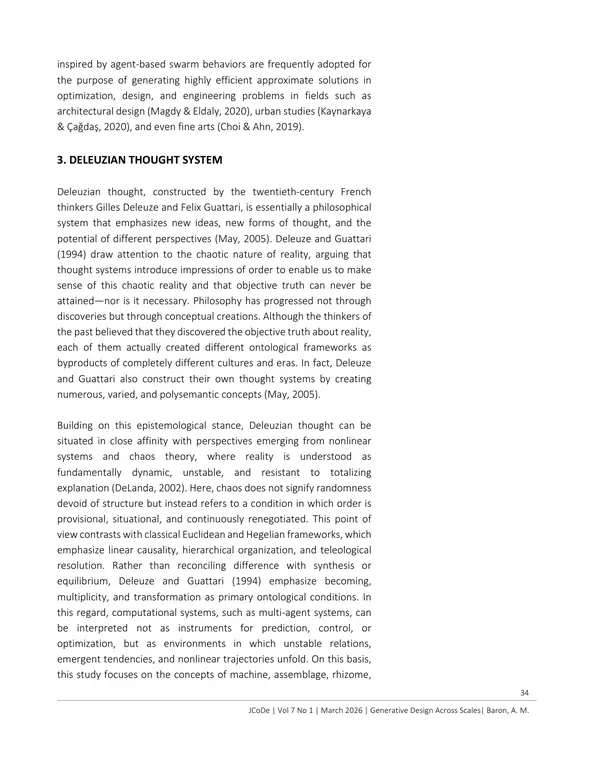 inspired by agent-based swarm behaviors are frequently adopted for
the purpose of generating highly efficient approximate solutions in
optimization, design, and engineering problems in fields such as
architectural design (Magdy & Eldaly, 2020), urban studies (Kaynarkaya
& Çağdaş, 2020), and even fine arts (Choi & Ahn, 2019).
3. DELEUZIAN THOUGHT SYSTEM
Deleuzian thought, constructed by the twentieth-century French
thinkers Gilles Deleuze and Felix Guattari, is essentially a philosophical
system that emphasizes new ideas, new forms of thought, and the
potential of different perspectives (May, 2005). Deleuze and Guattari
(1994) draw attention to the chaotic nature of reality, arguing that
thought systems introduce impressions of order to enable us to make
sense of this chaotic reality and that objective truth can never be
attained—nor is it necessary. Philosophy has progressed not through
discoveries but through conceptual creations. Although the thinkers of
the past believed that they discovered the objective truth about reality,
each of them actually created different ontological frameworks as
byproducts of completely different cultures and eras. In fact, Deleuze
and Guattari also construct their own thought systems by creating
numerous, varied, and polysemantic concepts (May, 2005).
Building on this epistemological stance, Deleuzian thought can be
situated in close affinity with perspectives emerging from nonlinear
systems and chaos theory, where reality is understood as
fundamentally dynamic, unstable, and resistant to totalizing
explanation (DeLanda, 2002). Here, chaos does not signify randomness
devoid of structure but instead refers to a condition in which order is
provisional, situational, and continuously renegotiated. This point of
view contrasts with classical Euclidean and Hegelian frameworks, which
emphasize linear causality, hierarchical organization, and teleological
resolution. Rather than reconciling difference with synthesis or
equilibrium, Deleuze and Guattari (1994) emphasize becoming,
multiplicity, and transformation as primary ontological conditions. In
this regard, computational systems, such as multi-agent systems, can
be interpreted not as instruments for prediction, control, or
optimization, but as environments in which unstable relations,
emergent tendencies, and nonlinear trajectories unfold. On this basis,
this study focuses on the concepts of machine, assemblage, rhizome,
34
JCoDe | Vol 7 No 1 | March 2026 | Generative Design Across Scales| Baron, A. M.